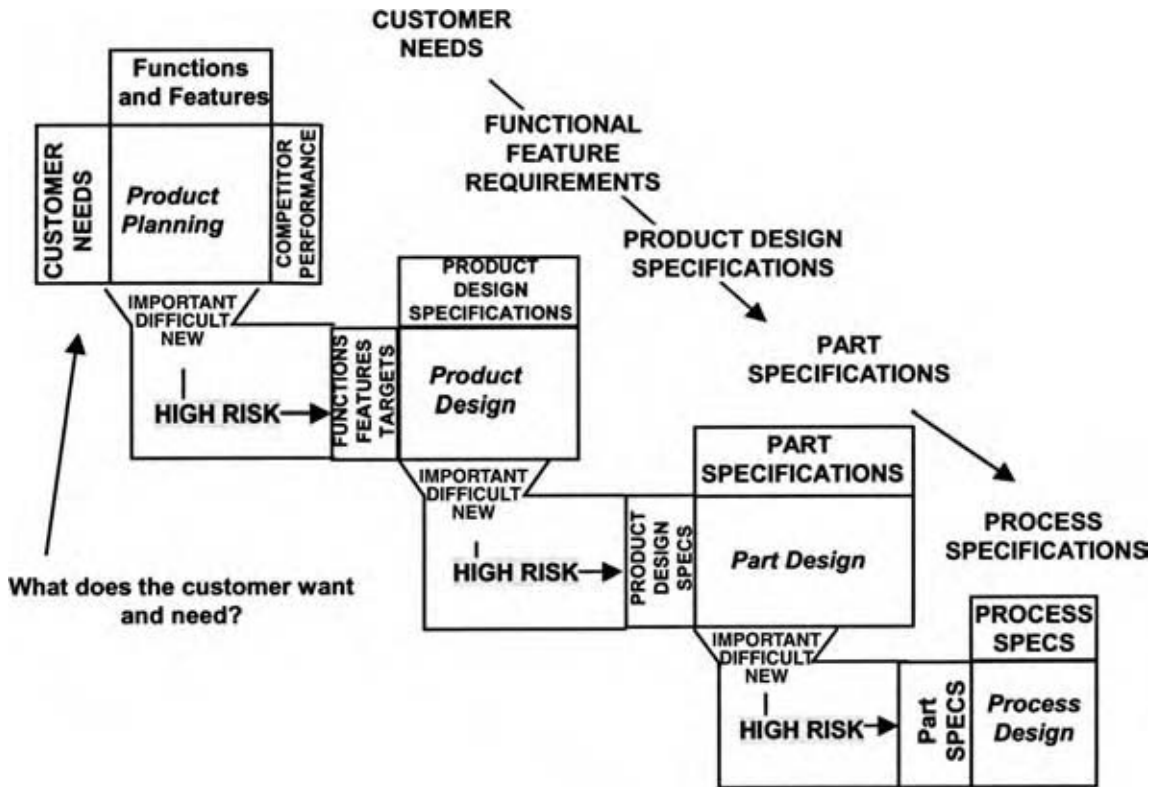 CUSTOMER
NEEDS
Functions
and Features
FUNCTIONAL
FEATURE
REQUIREMENTS
CUSTOMER
NEEDS
Product
Planning
COMPETITOR
PERFORMANCE
PRODUCT DESIGN
SPECIFICATIONS
PRODUCT
DESIGN
SPECIFICATIONS
IMPORTANT
DIFFICULT
NEW
HIGH RISK
FUNCTIONS
FEATURES
TARGETS
Product
Design
PART
SPECIFICATIONS
PART
SPECIFICATIONS
IMPORTANT
DIFFICULT
NEW
HIGH RISK
PRODUCT
DESIGN
SPECS
Part Design
PROCESS
SPECIFICATIONS
What does the customer want
and need?
PROCESS
SPECS
IMPORTANT
DIFFICULT
NEW
HIGH RISK
Part
SPECS
Process
Design